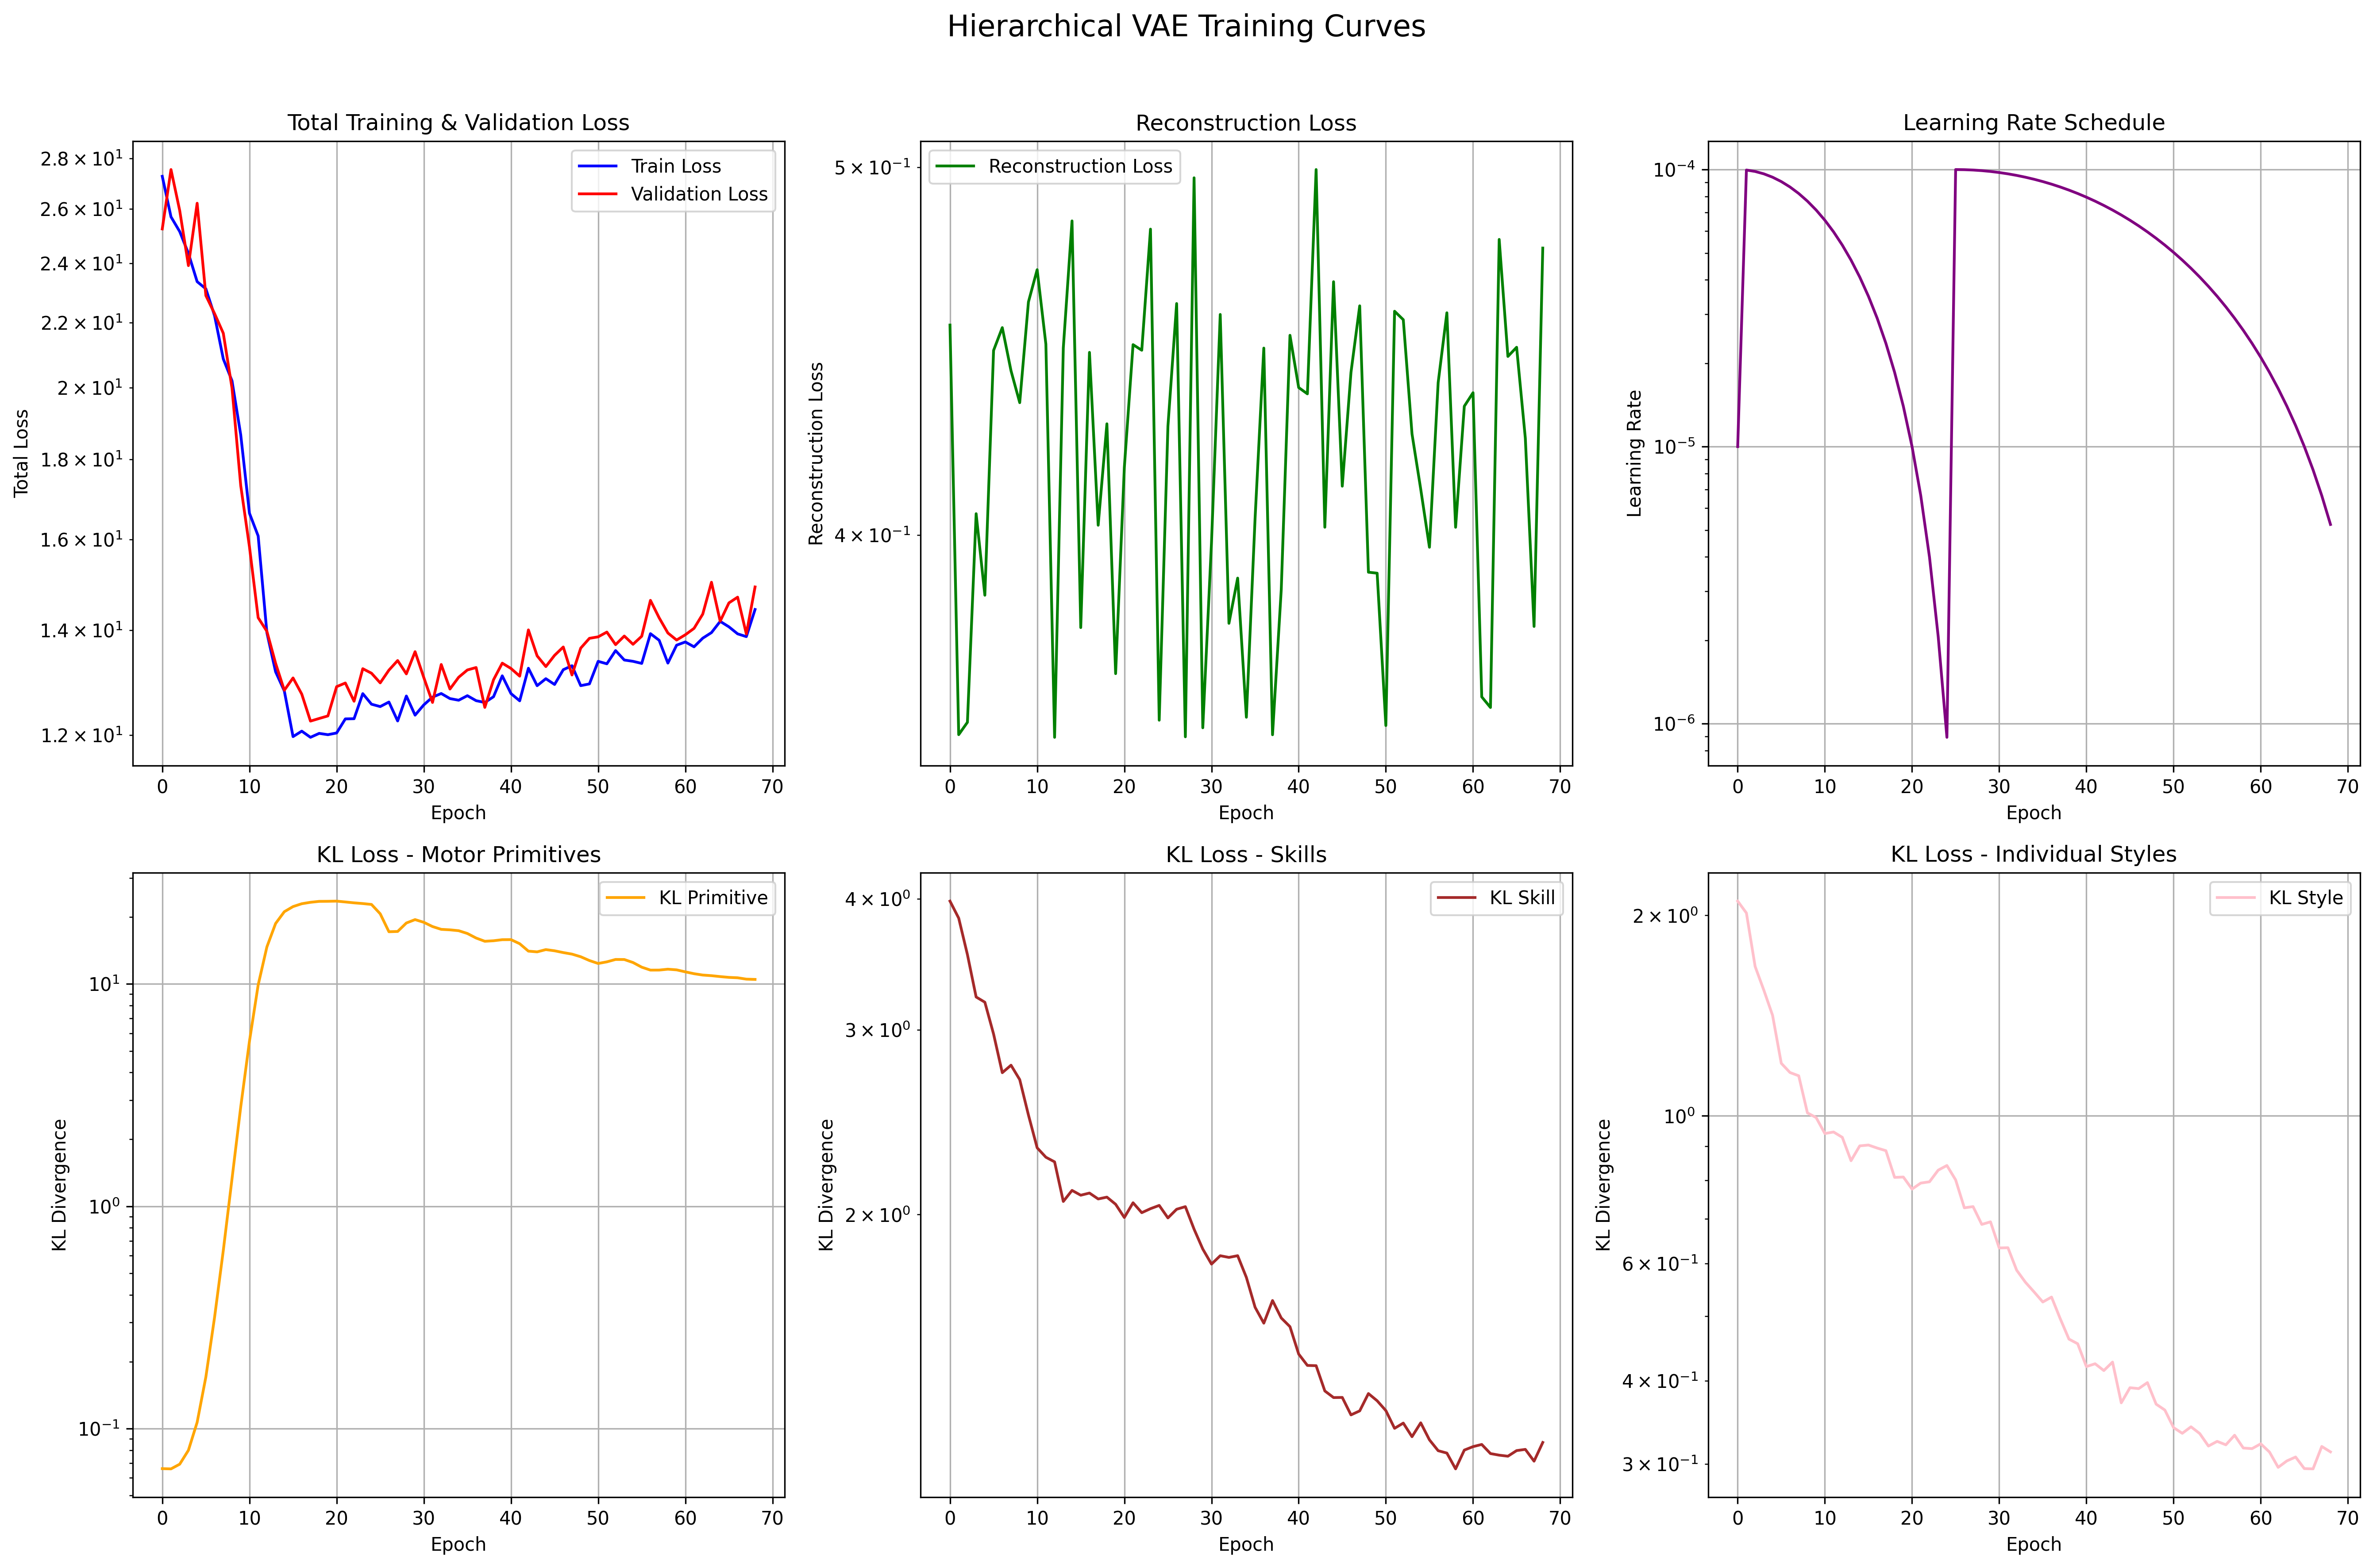 Hierarchical VAE Training Curves
Total Training & Validation Loss
Total Loss
2.8 × 10¹
2.6 × 10¹
2.4 × 10¹
2.2 × 10¹
2 × 10¹
1.8 × 10¹
1.6 × 10¹
1.4 × 10¹
1.2 × 10¹
Train Loss
Validation Loss
0 10 20 30 40 50 60 70
Epoch
Reconstruction Loss
Reconstruction Loss
5 × 10⁻¹
4 × 10⁻¹
Reconstruction Loss
0 10 20 30 40 50 60 70
Epoch
Learning Rate Schedule
Learning Rate
10⁻⁴
10⁻⁵
10⁻⁶
0 10 20 30 40 50 60 70
Epoch
KL Loss - Motor Primitives
KL Divergence
10¹
10⁰
10⁻¹
KL Primitive
0 10 20 30 40 50 60 70
Epoch
KL Loss - Skills
KL Divergence
4 × 10⁰
3 × 10⁰
2 × 10⁰
KL Skill
0 10 20 30 40 50 60 70
Epoch
KL Loss - Individual Styles
KL Divergence
2 × 10⁰
10⁰
6 × 10⁻¹
4 × 10⁻¹
3 × 10⁻¹
KL Style
0 10 20 30 40 50 60 70
Epoch